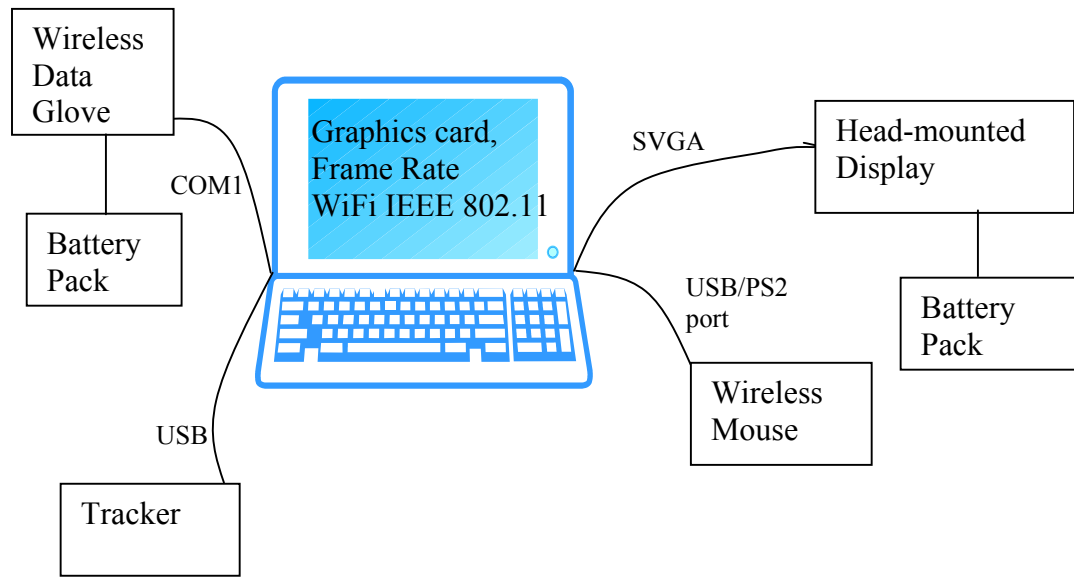 Wireless
Data
Glove
COM1
Battery
Pack
USB
Tracker
Graphics card,
Frame Rate
WiFi IEEE 802.11
SVGA
Head-mounted
Display
USB/PS2
port
Battery
Pack
Wireless
Mouse